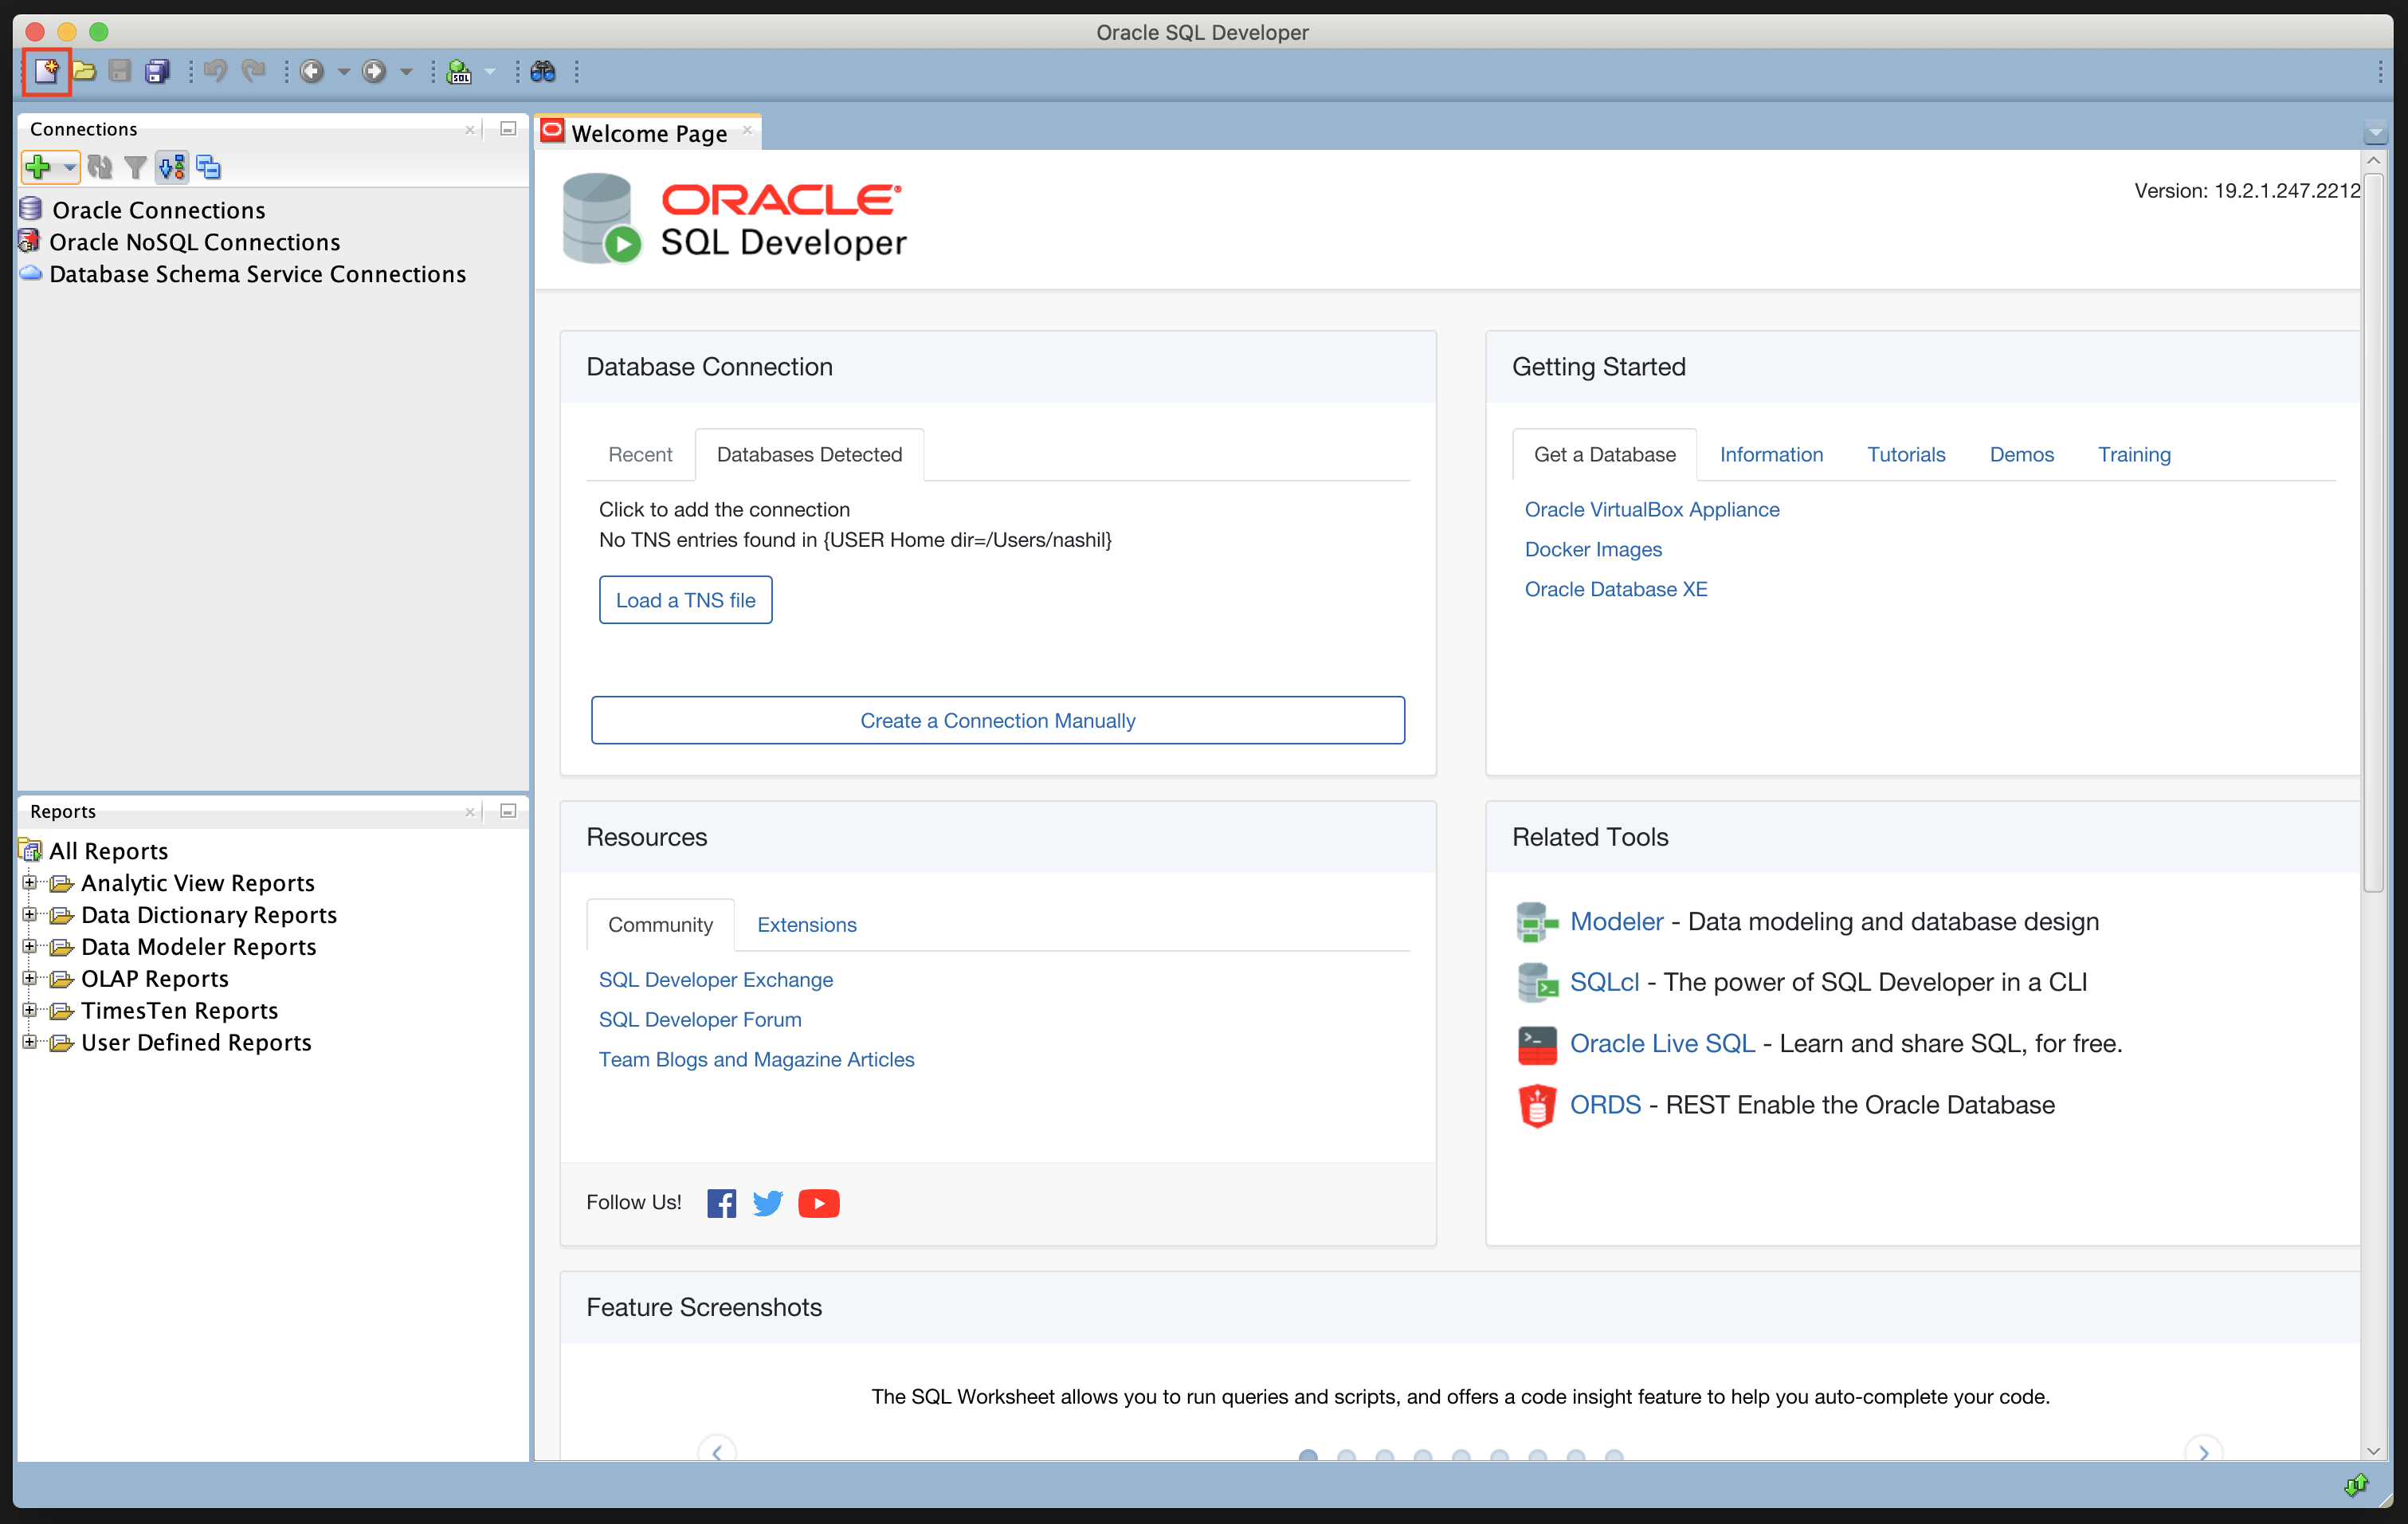 Oracle SQL Developer
SQL
Connections
Oracle Connections
Oracle NoSQL Connections
Database Schema Service Connections
Reports
All Reports
Analytic View Reports
Data Dictionary Reports
Data Modeler Reports
OLAP Reports
TimesTen Reports
User Defined Reports
Welcome Page
ORACLE®
SQL Developer
Version: 19.2.1.247.2212
Database Connection
Recent
Databases Detected
Click to add the connection
No TNS entries found in {USER Home dir=/Users/nashil}
Load a TNS file
Create a Connection Manually
Getting Started
Get a Database
Information
Tutorials
Demos
Training
Oracle VirtualBox Appliance
Docker Images
Oracle Database XE
Resources
Community
Extensions
SQL Developer Exchange
SQL Developer Forum
Team Blogs and Magazine Articles
Follow Us!
Related Tools
Modeler - Data modeling and database design
SQLcl - The power of SQL Developer in a CLI
Oracle Live SQL - Learn and share SQL, for free.
ORDS - REST Enable the Oracle Database
Feature Screenshots
The SQL Worksheet allows you to run queries and scripts, and offers a code insight feature to help you auto-complete your code.